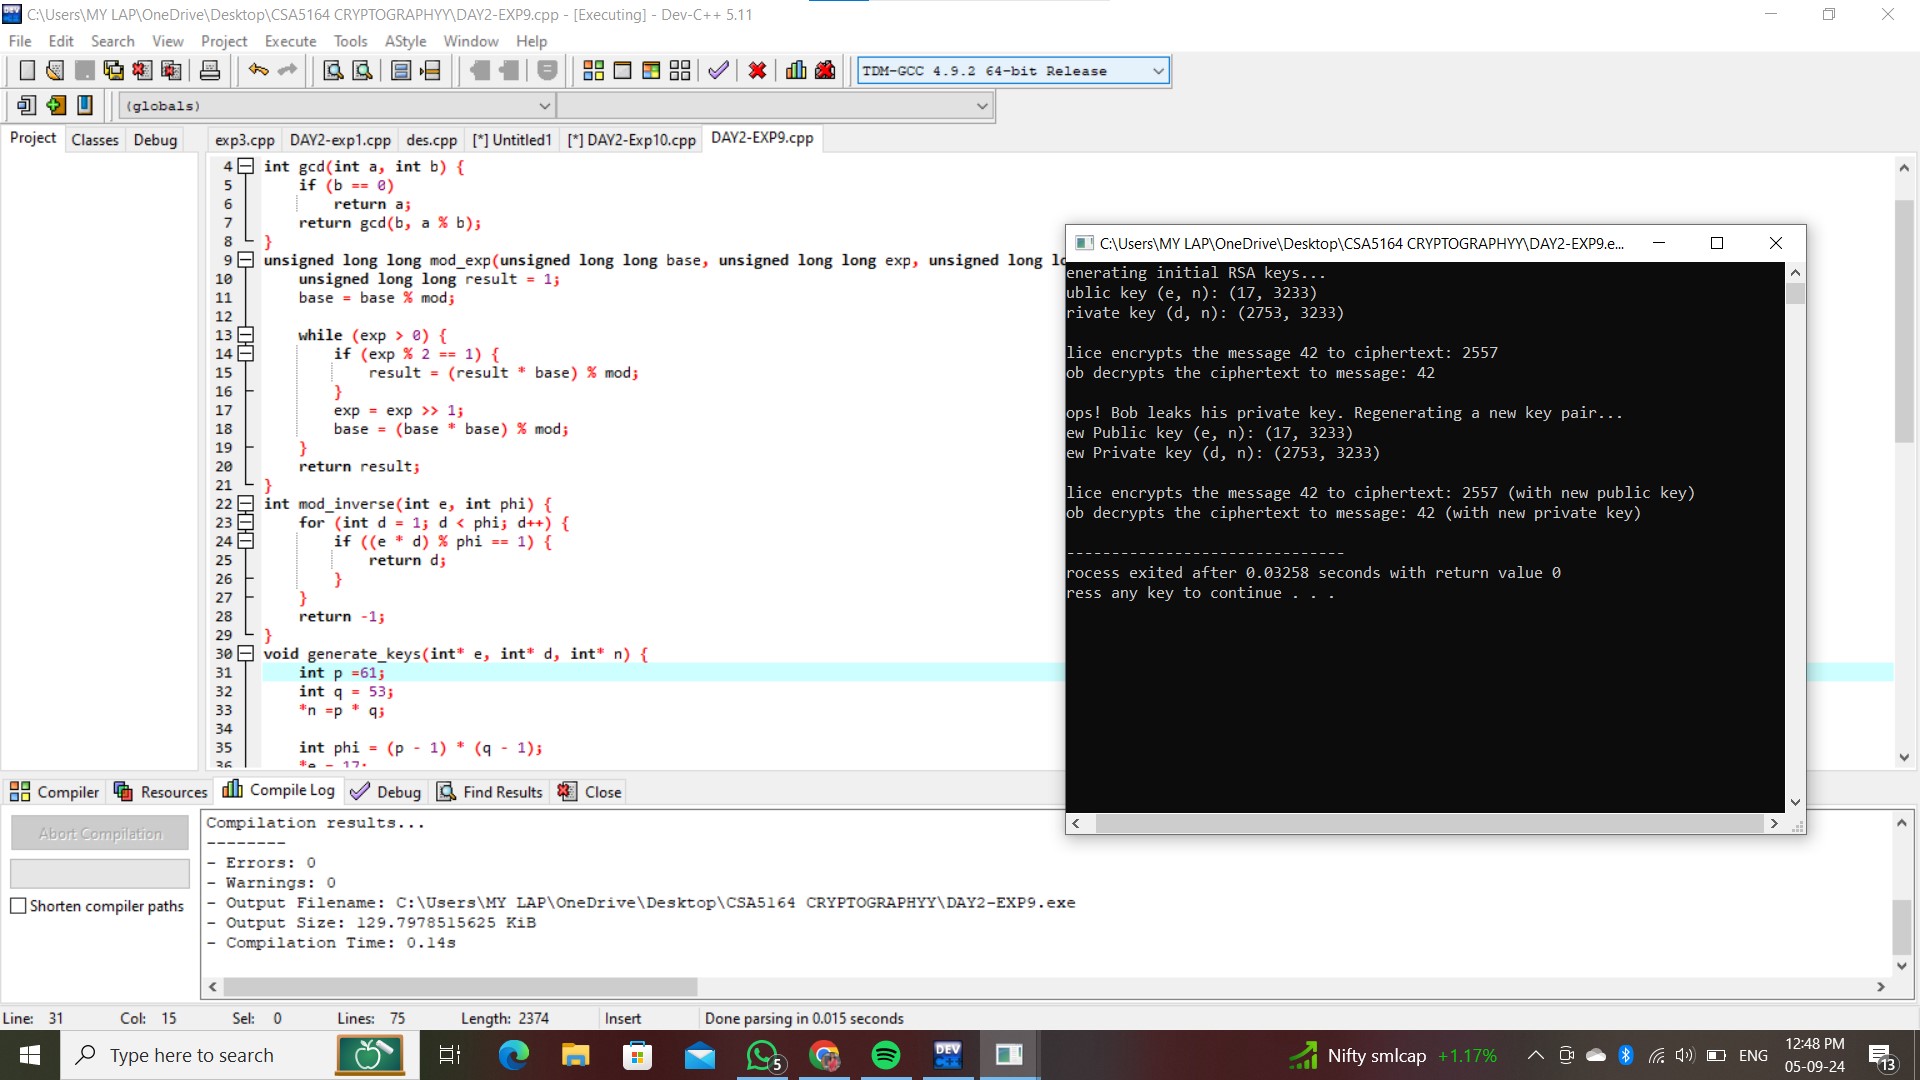 C:\Users\MY LAP\OneDrive\Desktop\CSA5164 CRYPTOGRAPHYY\DAY2-EXP9.cpp - [Executing] - Dev-C++ 5.11
File Edit Search View Project Execute Tools AStyle Window Help
TDM-GCC 4.9.2 64-bit Release
(globals)
Project Classes Debug
exp3.cpp DAY2-exp1.cpp des.cpp [*] Untitled1 [*] DAY2-Exp10.cpp DAY2-EXP9.cpp
4 int gcd(int a, int b) {
5 if (b == 0)
6 return a;
7 return gcd(b, a % b);
8 }
9 unsigned long long mod_exp(unsigned long long base, unsigned long long exp, unsigned long lo
10 unsigned long long result = 1;
11 base = base % mod;
12
13 while (exp > 0) {
14 if (exp % 2 == 1) {
15 result = (result * base) % mod;
16 }
17 exp = exp >> 1;
18 base = (base * base) % mod;
19 }
20 return result;
21 }
22 int mod_inverse(int e, int phi) {
23 for (int d = 1; d < phi; d++) {
24 if ((e * d) % phi == 1) {
25 return d;
26 }
27 }
28 return -1;
29 }
30 void generate_keys(int* e, int* d, int* n) {
31 int p =61;
32 int q = 53;
33 *n =p * q;
34
35 int phi = (p - 1) * (q - 1);
36 *e = 17;
C:\Users\MY LAP\OneDrive\Desktop\CSA5164 CRYPTOGRAPHYY\DAY2-EXP9.e...
enerating initial RSA keys...
ublic key (e, n): (17, 3233)
rivate key (d, n): (2753, 3233)
lice encrypts the message 42 to ciphertext: 2557
ob decrypts the ciphertext to message: 42
ops! Bob leaks his private key. Regenerating a new key pair...
ew Public key (e, n): (17, 3233)
ew Private key (d, n): (2753, 3233)
lice encrypts the message 42 to ciphertext: 2557 (with new public key)
ob decrypts the ciphertext to message: 42 (with new private key)
-------------------------------
rocess exited after 0.03258 seconds with return value 0
ress any key to continue . . .
Compiler Resources Compile Log Debug Find Results Close
Abort Compilation
Shorten compiler paths
Compilation results...
--------
- Errors: 0
- Warnings: 0
- Output Filename: C:\Users\MY LAP\OneDrive\Desktop\CSA5164 CRYPTOGRAPHYY\DAY2-EXP9.exe
- Output Size: 129.7978515625 KiB
- Compilation Time: 0.14s
Line: 31 Col: 15 Sel: 0 Lines: 75 Length: 2374 Insert Done parsing in 0.015 seconds
Type here to search
5
DEV C++
Nifty smlcap +1.17%
ENG
12:48 PM
05-09-24
13